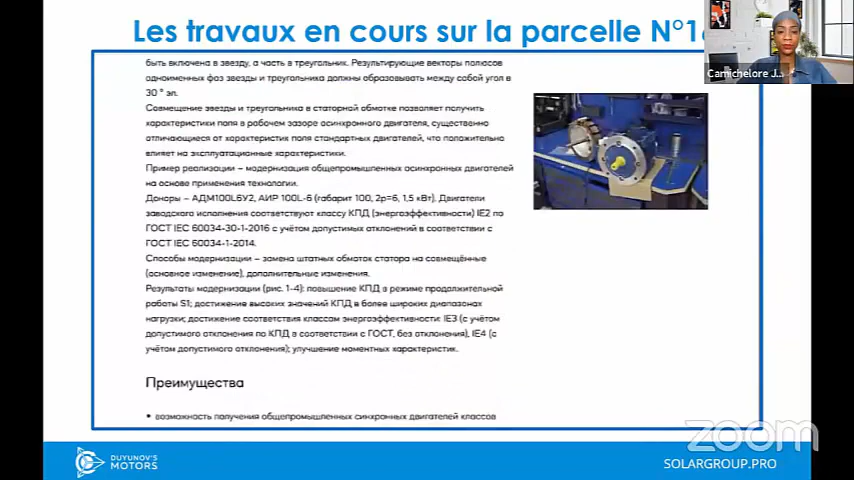 Les travaux en cours sur la parcelle N°1
Camichelore J...
быть включена в звезду, а часть в треугольник. Результирующие векторы полюсов
одноименных фаз звезды и треугольника должны образовывать между собой угол в
30 ° эл.
Совмещение звезды и треугольника в статорной обмотке позволяет получить
характеристики поля в рабочем зазоре асинхронного двигателя, существенно
отличающиеся от характеристик поля стандартных двигателей, что положительно
влияет на эксплуатационные характеристики.
Пример реализации – модернизация общепромышленных асинхронных двигателей
на основе применения технологии.
Доноры – АДМ100L6У2, АИР 100L-6 (габарит 100, 2p=6, 1,5 кВт). Двигатели
заводского исполнения соответствуют классу КПД (энергоэффективности) IE2 по
ГОСТ IEC 60034-30-1-2016 с учётом допустимых отклонений в соответствии с
ГОСТ IEC 60034-1-2014.
Способы модернизации – замена штатных обмоток статора на совмещённые
(основное изменение), дополнительные изменения.
Результаты модернизации (рис. 1-4): повышение КПД в режиме продолжительной
работы S1; достижение высоких значений КПД в более широких диапазонах
нагрузки; достижение соответствия классам энергоэффективности: IE3 (с учётом
допустимого отклонения по КПД в соответствии с ГОСТ, без отклонения), IE4 (с
учётом допустимого отклонения); улучшение моментных характеристик.
Преимущества
• возможность получения общепромышленных синхронных двигателей классов
zoom
DUYUNOV'S
MOTORS
SOLARGROUP.PRO